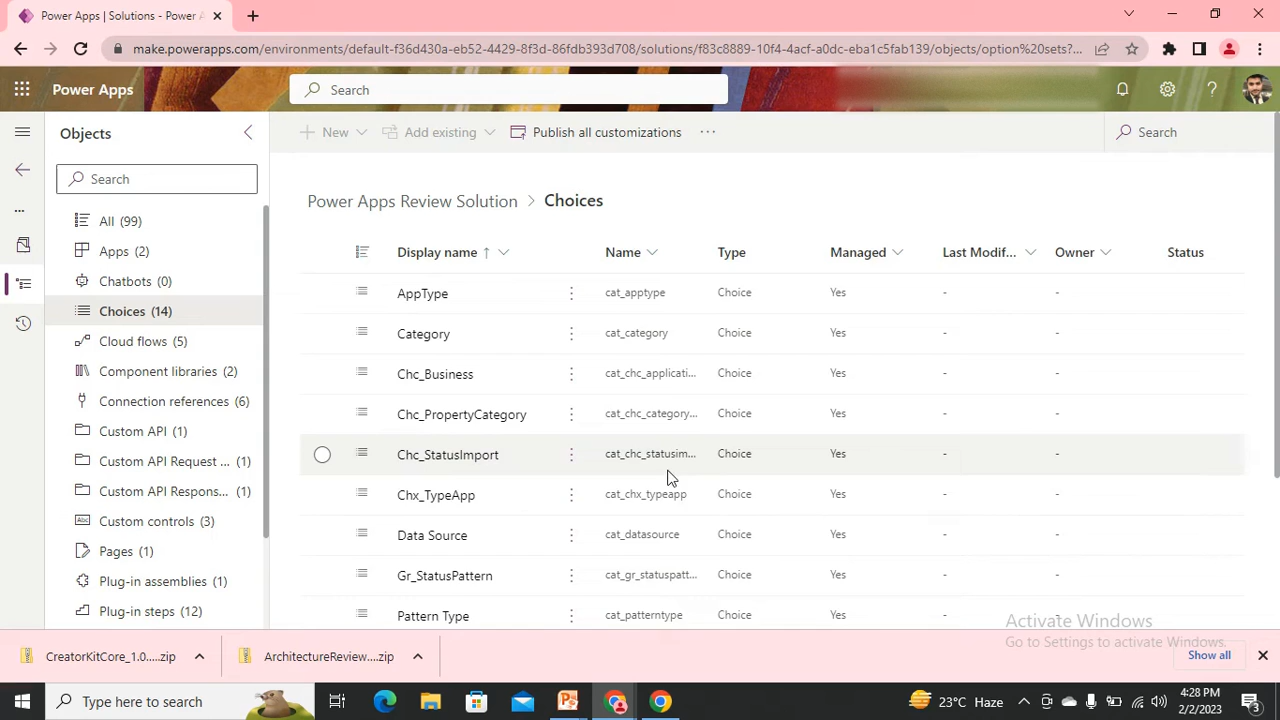 Power Apps | Solutions - Power A
make.powerapps.com/environments/default-f36d430a-eb52-4429-8f3d-86fdb393d708/solutions/f83c8889-10f4-4acf-a0dc-eba1c5fab139/objects/option%20sets?...
Power Apps
Search
Objects
New
Add existing
Publish all customizations
Search
Search
All (99)
Apps (2)
Chatbots (0)
Choices (14)
Cloud flows (5)
Component libraries (2)
Connection references (6)
Custom API (1)
Custom API Request ...
Custom API Respons...
Custom controls (3)
Pages (1)
Plug-in assemblies (1)
Plug-in steps (12)
Power Apps Review Solution > Choices
Display name ↑ Name Type Managed Last Modif... Owner Status
AppType cat_apptype Choice Yes - -
Category cat_category Choice Yes - -
Chc_Business cat_chc_applicati... Choice Yes - -
Chc_PropertyCategory cat_chc_category... Choice Yes - -
Chc_StatusImport cat_chc_statusim... Choice Yes - -
Chx_TypeApp cat_chx_typeapp Choice Yes - -
Data Source cat_datasource Choice Yes - -
Gr_StatusPattern cat_gr_statuspatt... Choice Yes - -
Pattern Type cat_patterntype Choice Yes - -
Activate Windows
Go to Settings to activate Windows.
CreatorKitCore_1.0.....zip
ArchitectureReview....zip
Show all
Type here to search
23°C Haze
4:28 PM
2/2/2023
3